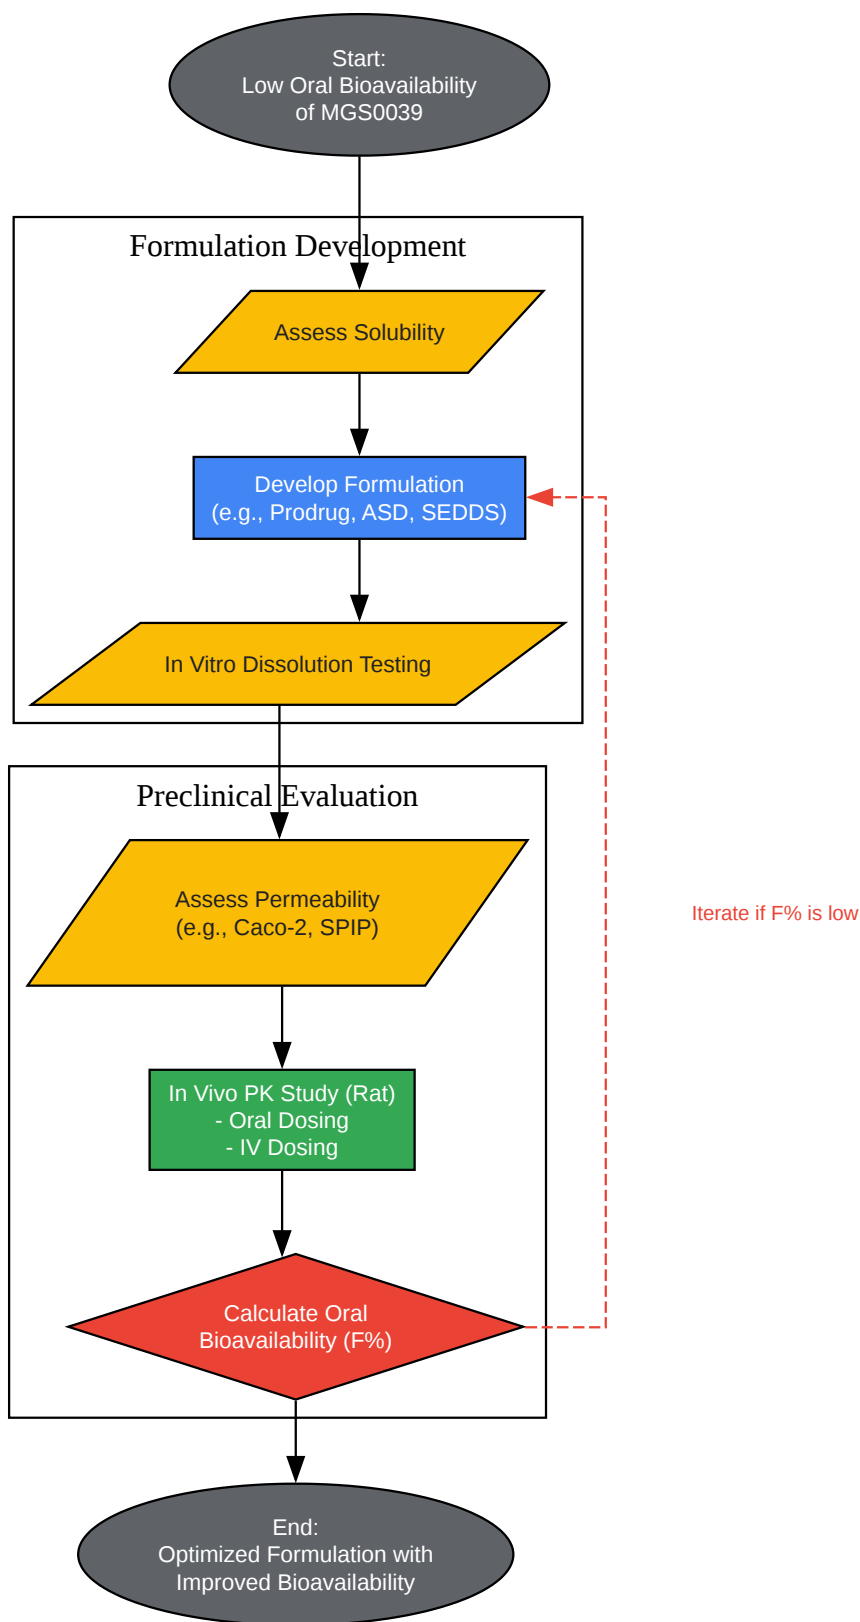 Start:
Low Oral Bioavailability
of MGS0039
Formulation Development
Assess Solubility
Develop Formulation
(e.g., Prodrug, ASD, SEDDS)
In Vitro Dissolution Testing
Preclinical Evaluation
Assess Permeability
(e.g., Caco-2, SPIP)
Iterate if F% is low
In Vivo PK Study (Rat)
- Oral Dosing
- IV Dosing
Calculate Oral
Bioavailability (F%)
End:
Optimized Formulation with
Improved Bioavailability